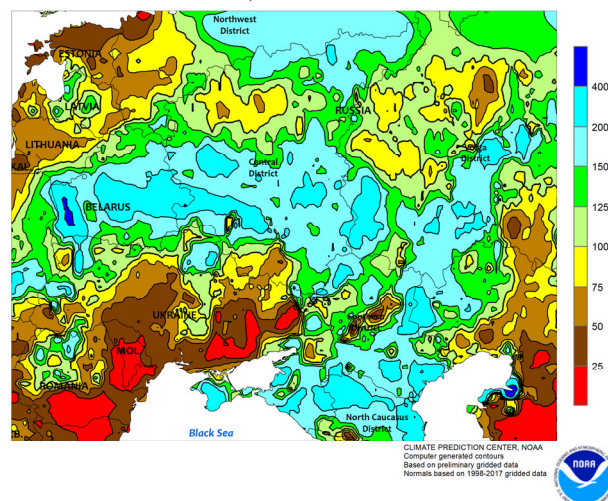 Northwest
District
ESTONIA
LATVIA
RUSSIA
LITHUANIA
KAL
Central
District
District
BELARUS
UKRAINE
District
MOL.
ROMANIA
B.
North Caucasus
District
Black Sea
400
200
125
100
75
50
25
CLIMATE PREDICTION CENTER, NOAA
Computer generated contours
Based on preliminary gridded data
Normals based on 1998-2017 gridded data
NOAA